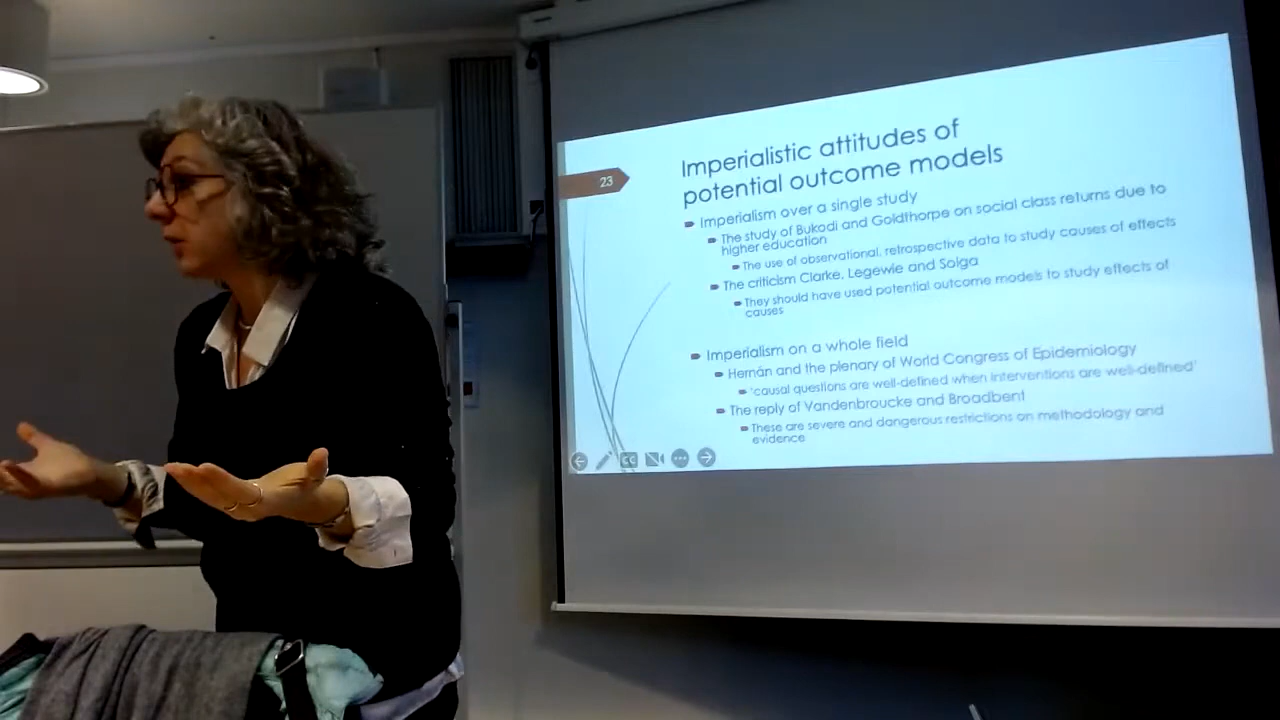 23
Imperialistic attitudes of
potential outcome models
Imperialism over a single study
The study of Bukodi and Goldthorpe on social class returns due to
higher education
The use of observational, retrospective data to study causes of effects
The criticism Clarke, Legewie and Solga
They should have used potential outcome models to study effects of
causes
Imperialism on a whole field
Hernán and the plenary of World Congress of Epidemiology
'causal questions are well-defined when interventions are well-defined'
The reply of Vandenbroucke and Broadbent
These are severe and dangerous restrictions on methodology and
evidence
CC